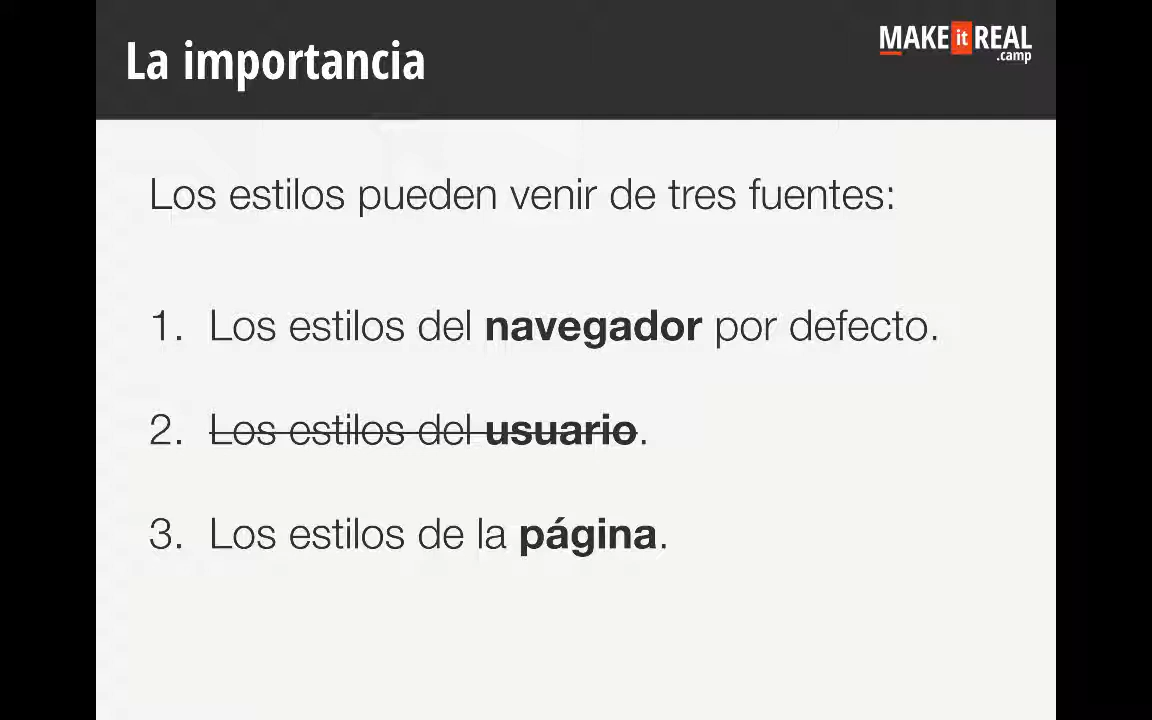 La importancia
MAKE it REAL
.camp
Los estilos pueden venir de tres fuentes:
1. Los estilos del navegador por defecto.
2. Los estilos del usuario.
3. Los estilos de la página.